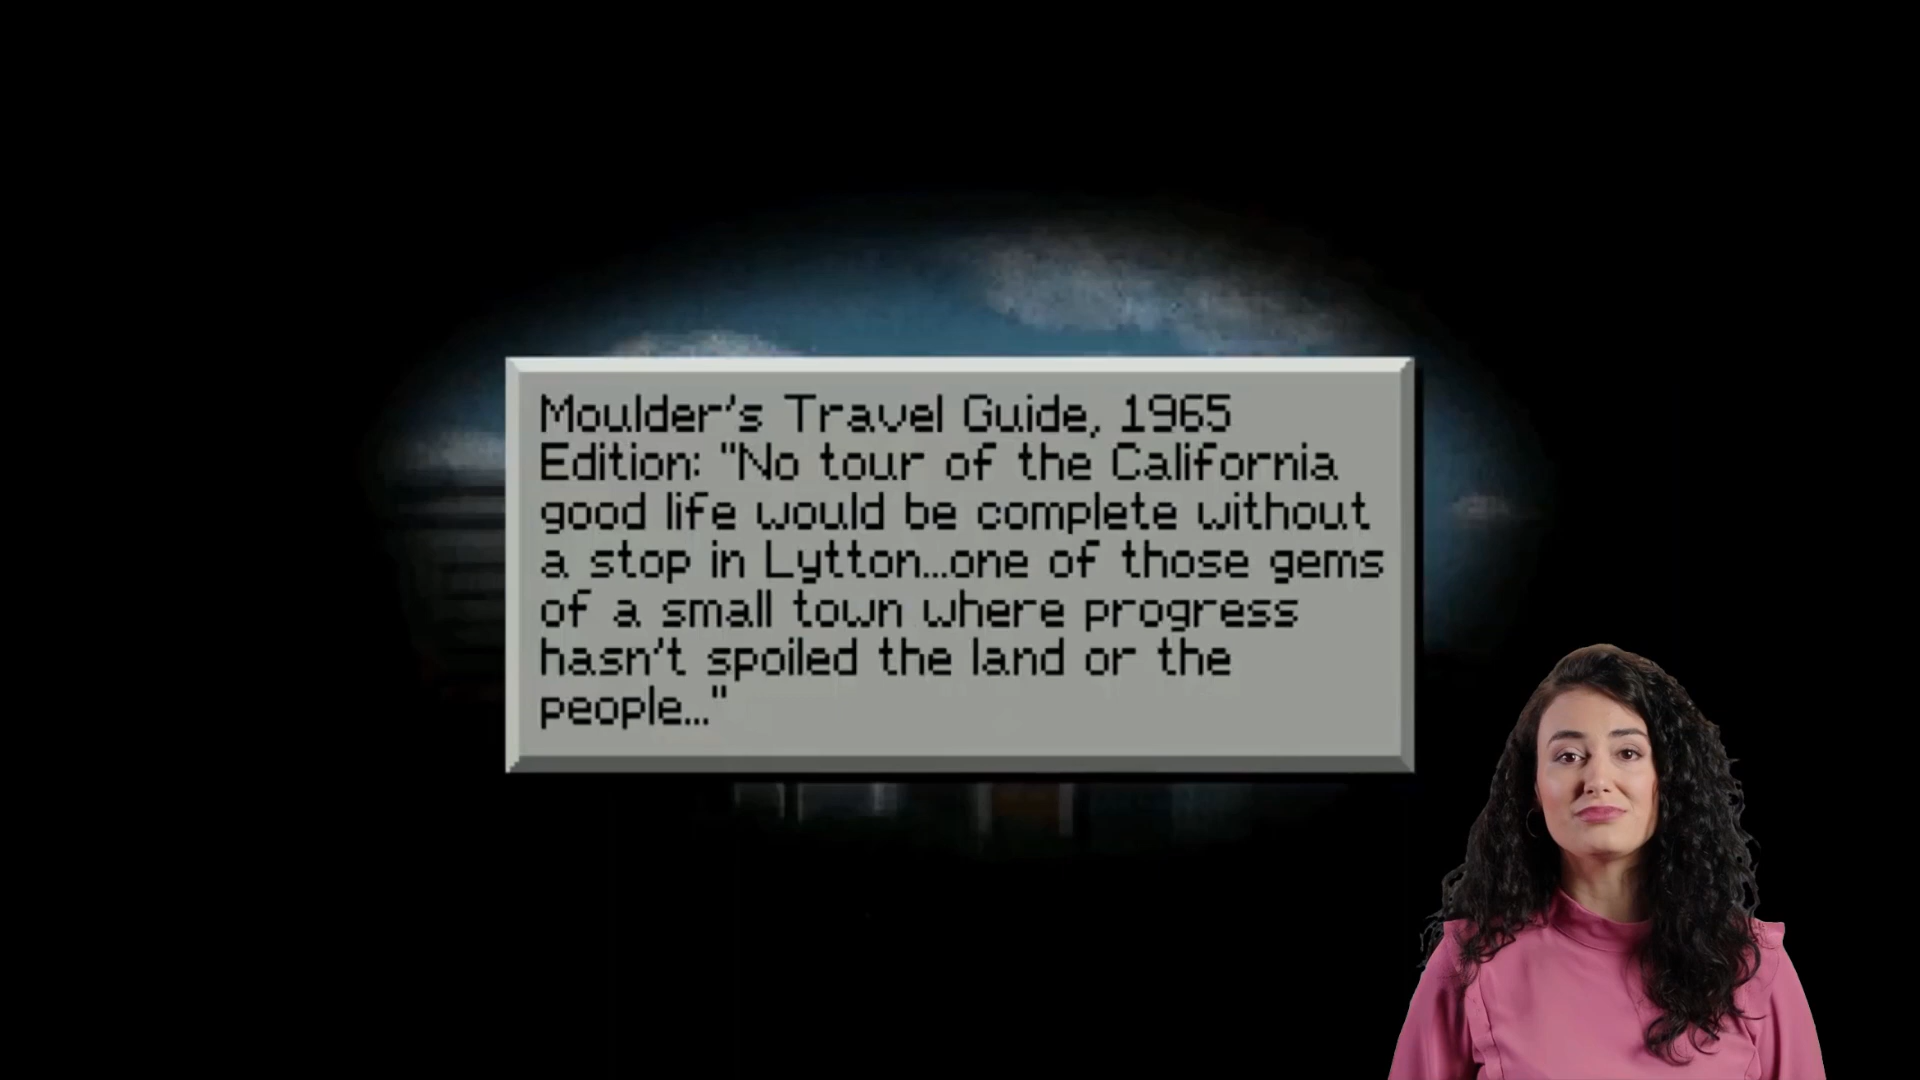 Moulder's Travel Guide, 1965
Edition: "No tour of the California
good life would be complete without
a stop in Lytton...one of those gems
of a small town where progress
hasn't spoiled the land or the
people..."